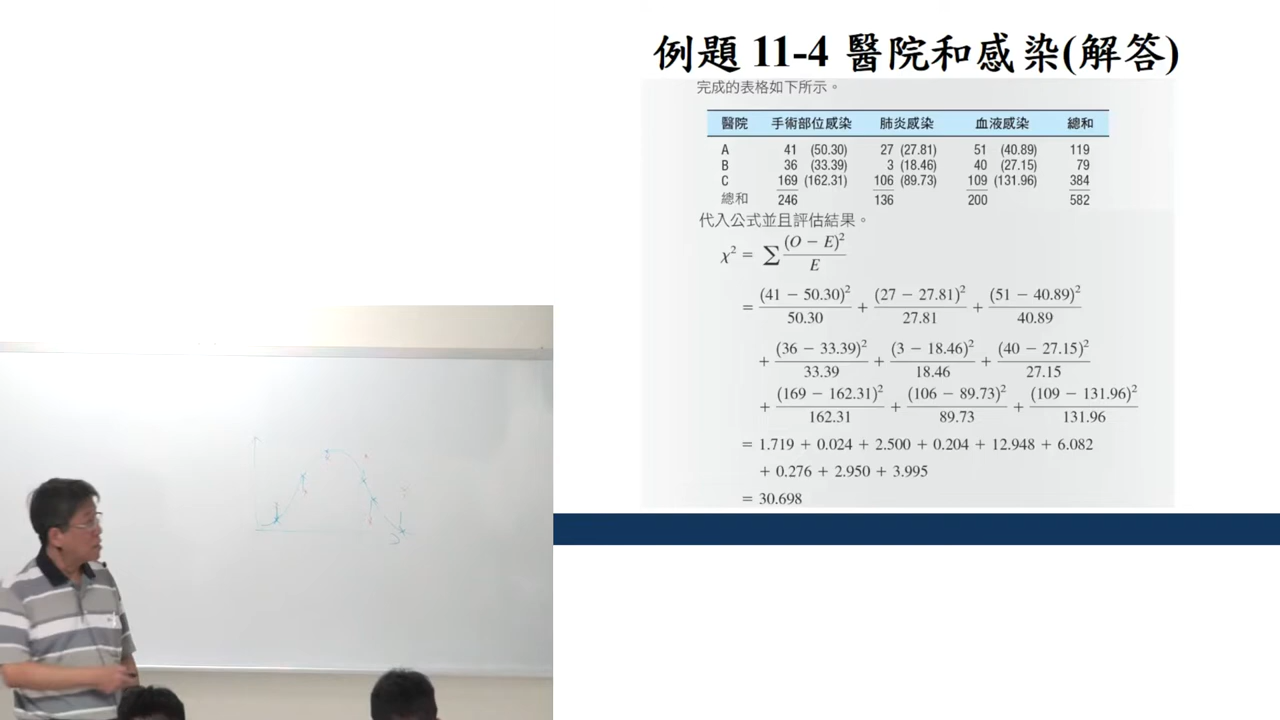 例題 11-4 醫院和感染(解答)
完成的表格如下所示。
醫院 手術部位感染 肺炎感染 血液感染 總和
A 41 (50.30) 27 (27.81) 51 (40.89) 119
B 36 (33.39) 3 (18.46) 40 (27.15) 79
C 169 (162.31) 106 (89.73) 109 (131.96) 384
總和 246 136 200 582
代入公式並且評估結果。
χ² = ∑ (O − E)² / E
= (41 − 50.30)² / 50.30 + (27 − 27.81)² / 27.81 + (51 − 40.89)² / 40.89
+ (36 − 33.39)² / 33.39 + (3 − 18.46)² / 18.46 + (40 − 27.15)² / 27.15
+ (169 − 162.31)² / 162.31 + (106 − 89.73)² / 89.73 + (109 − 131.96)² / 131.96
= 1.719 + 0.024 + 2.500 + 0.204 + 12.948 + 6.082
+ 0.276 + 2.950 + 3.995
= 30.698